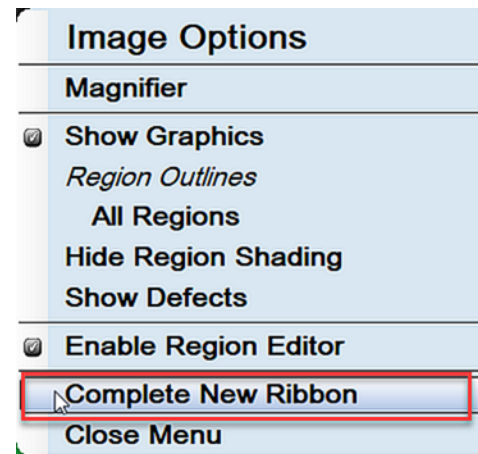 Image Options
Magnifier
Show Graphics
Region Outlines
All Regions
Hide Region Shading
Show Defects
Enable Region Editor
Complete New Ribbon
Close Menu